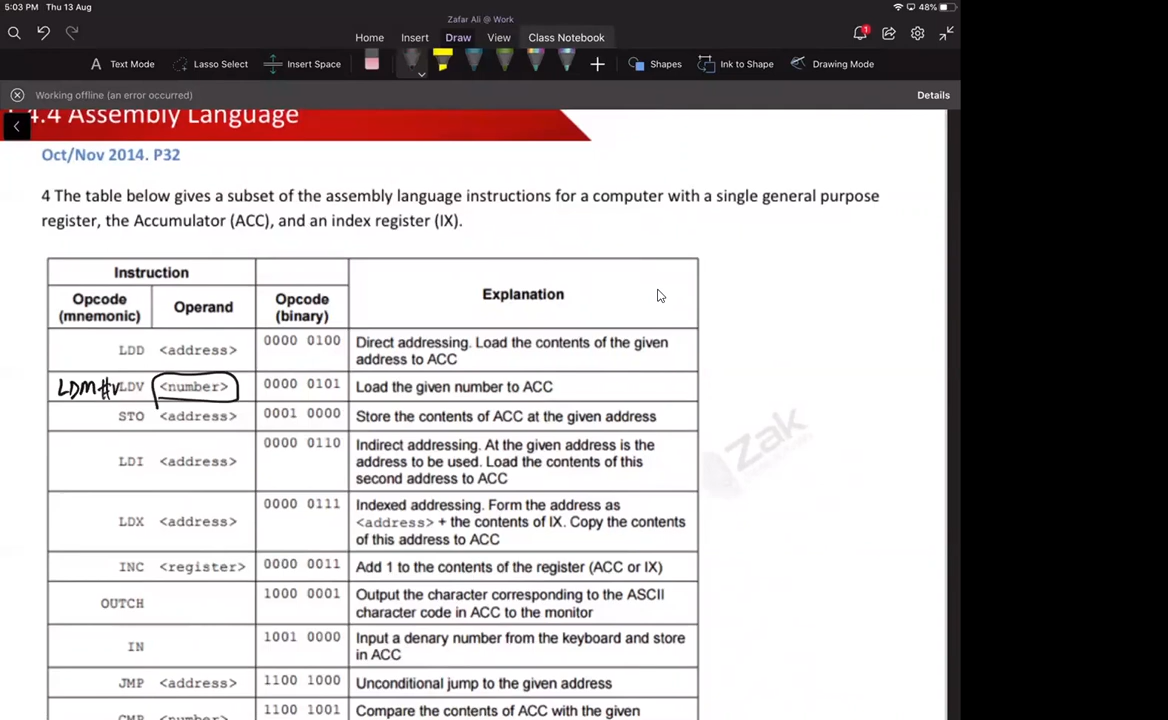 5:03 PM Thu 13 Aug
48%
Zafar Ali @ Work
Home Insert Draw View Class Notebook
1
Text Mode Lasso Select Insert Space Shapes Ink to Shape Drawing Mode
Working offline (an error occurred) Details
4.4 Assembly Language
Oct/Nov 2014. P32
4 The table below gives a subset of the assembly language instructions for a computer with a single general purpose
register, the Accumulator (ACC), and an index register (IX).
Instruction
Opcode (mnemonic) Operand Opcode (binary) Explanation
LDD <address> 0000 0100 Direct addressing. Load the contents of the given
address to ACC
LDM #V LDV <number> 0000 0101 Load the given number to ACC
STO <address> 0001 0000 Store the contents of ACC at the given address
LDI <address> 0000 0110 Indirect addressing. At the given address is the
address to be used. Load the contents of this
second address to ACC
LDX <address> 0000 0111 Indexed addressing. Form the address as
<address> + the contents of IX. Copy the contents
of this address to ACC
INC <register> 0000 0011 Add 1 to the contents of the register (ACC or IX)
OUTCH 1000 0001 Output the character corresponding to the ASCII
character code in ACC to the monitor
IN 1001 0000 Input a denary number from the keyboard and store
in ACC
JMP <address> 1100 1000 Unconditional jump to the given address
CMP <number> 1100 1001 Compare the contents of ACC with the given
Zak